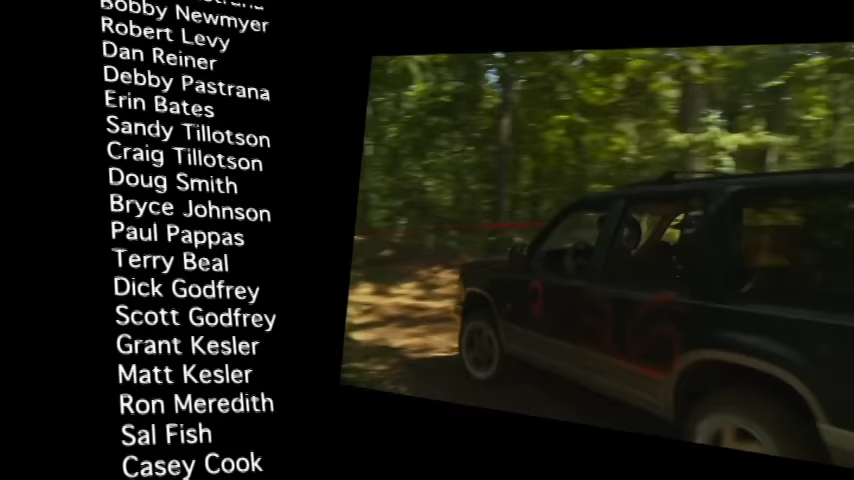 Bobby Newmyer
Robert Levy
Dan Reiner
Debby Pastrana
Erin Bates
Sandy Tillotson
Craig Tillotson
Doug Smith
Bryce Johnson
Paul Pappas
Terry Beal
Dick Godfrey
Scott Godfrey
Grant Kesler
Matt Kesler
Ron Meredith
Sal Fish
Casey Cook